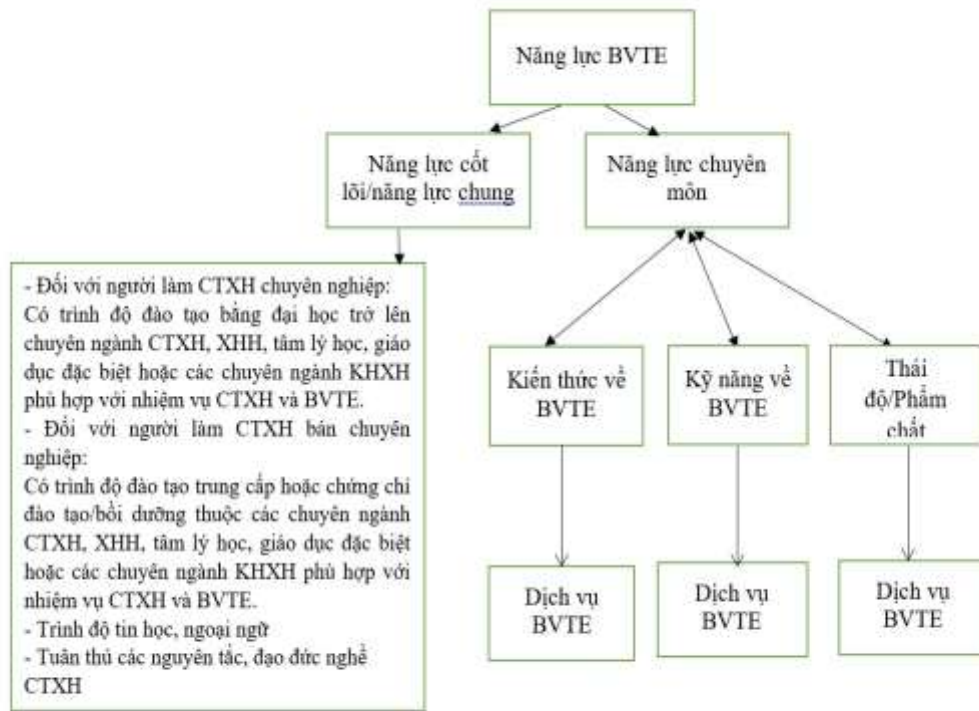 Năng lực BVTE
Năng lực cốt
lõi/năng lực chung
Năng lực chuyên
môn
- Đối với người làm CTXH chuyên nghiệp:
Có trình độ đào tạo bằng đại học trở lên
chuyên ngành CTXH, XHH, tâm lý học, giáo
dục đặc biệt hoặc các chuyên ngành KHXH
phù hợp với nhiệm vụ CTXH và BVTE.
- Đối với người làm CTXH bán chuyên
nghiệp:
Có trình độ đào tạo trung cấp hoặc chứng chỉ
đào tạo/bồi dưỡng thuộc các chuyên ngành
CTXH, XHH, tâm lý học, giáo dục đặc biệt
hoặc các chuyên ngành KHXH phù hợp với
nhiệm vụ CTXH và BVTE.
- Trình độ tin học, ngoại ngữ
- Tuân thủ các nguyên tắc, đạo đức nghề
CTXH
Kiến thức về
BVTE
Kỹ năng về
BVTE
Thái
độ/Phẩm
chất
Dịch vụ
BVTE
Dịch vụ
BVTE
Dịch vụ
BVTE